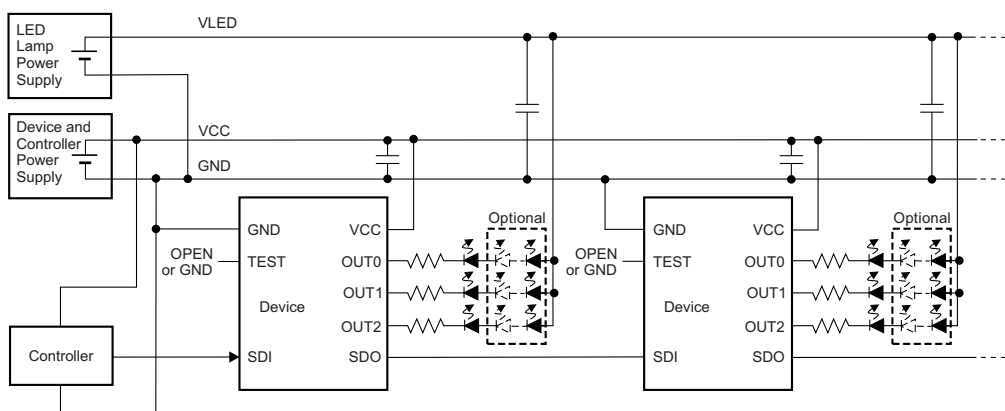 LED
Lamp
Power
Supply
VLED
Device and
Controller
Power
Supply
VCC
GND
GND
VCC
Optional
OPEN
or GND
TEST
OUT0
OUT1
Device
OUT2
SDI
SDO
GND
VCC
Optional
OPEN
or GND
TEST
OUT0
OUT1
Device
OUT2
SDI
SDO
Controller